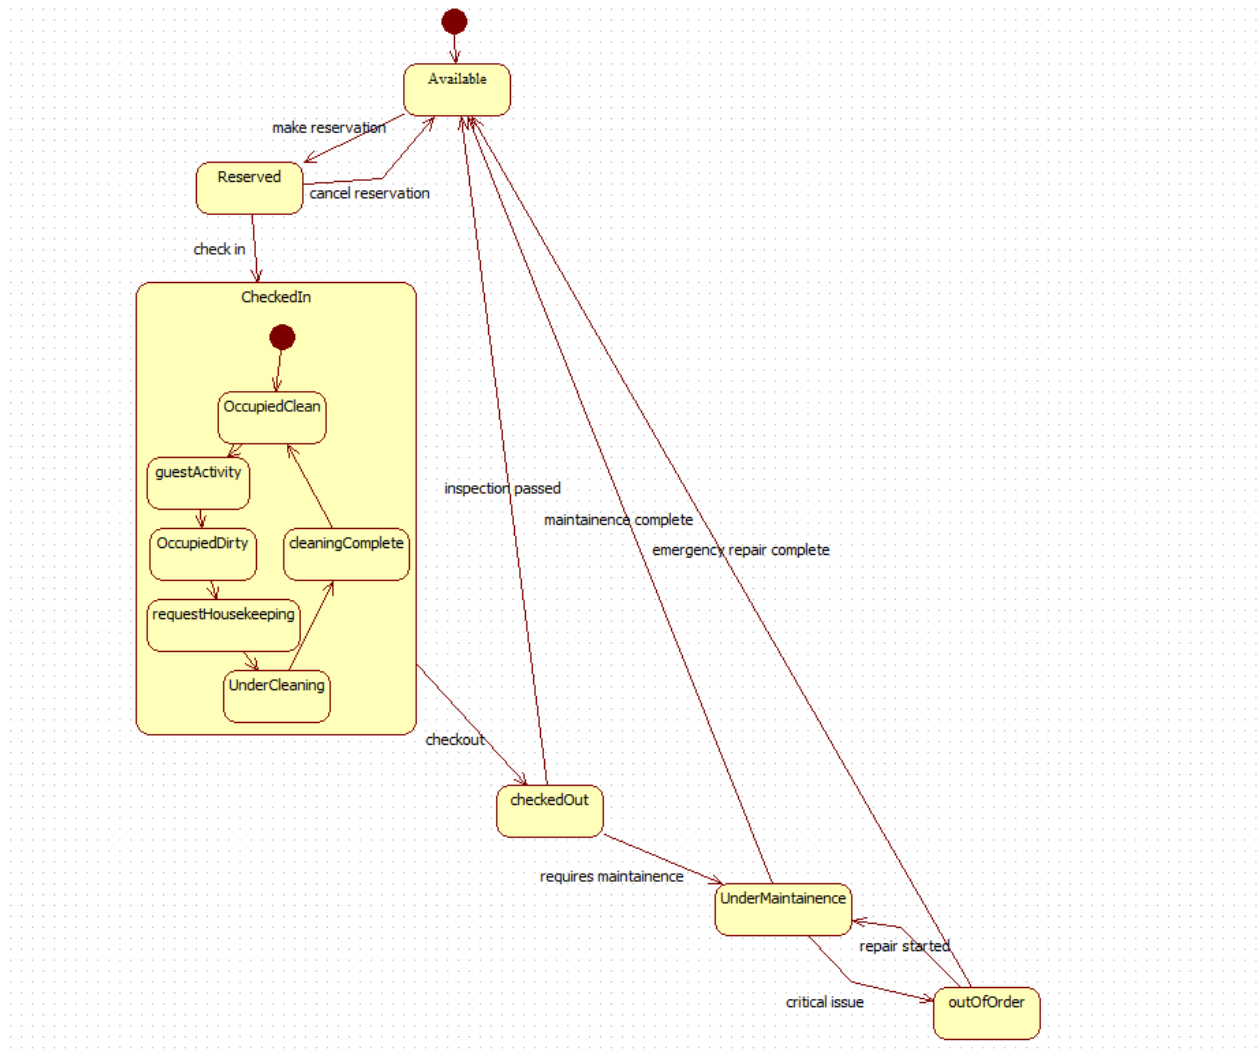 Available
make reservation
Reserved
cancel reservation
check in
CheckedIn
OccupiedClean
guestActivity
OccupiedDirty
cleaningComplete
requestHousekeeping
UnderCleaning
inspection passed
maintainence complete
emergency repair complete
checkout
checkedOut
requires maintainence
UnderMaintainence
repair started
critical issue
outOfOrder